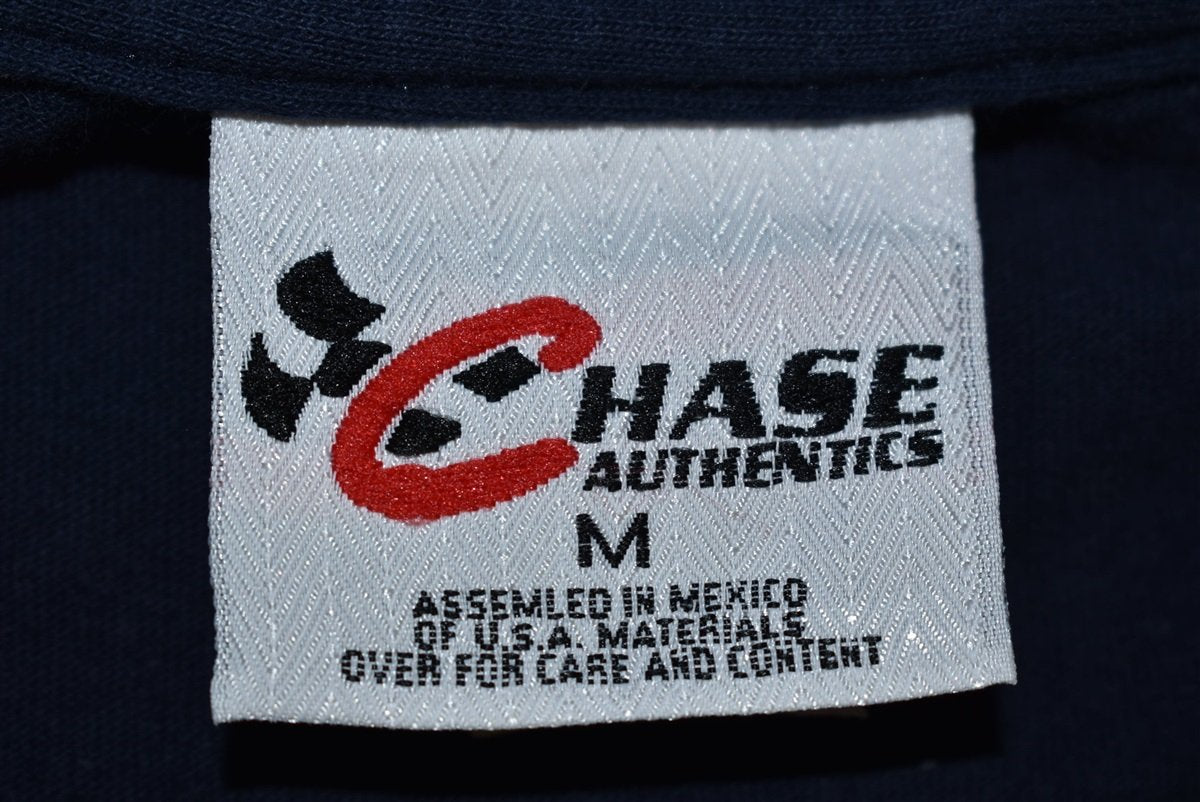 CHASE
AUTHENTICS
M
ASSEMLED IN MEXICO
OF U.S.A. MATERIALS
OVER FOR CARE AND CONTENT